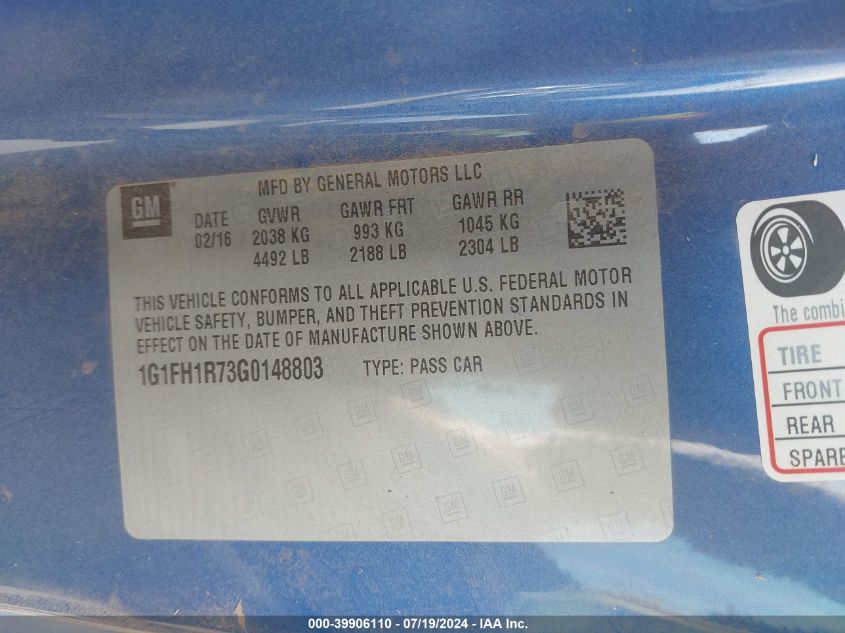 GM
MFD BY GENERAL MOTORS LLC
DATE GVWR GAWR FRT GAWR RR
02/16 2038 KG 993 KG 1045 KG
4492 LB 2188 LB 2304 LB
THIS VEHICLE CONFORMS TO ALL APPLICABLE U.S. FEDERAL MOTOR
VEHICLE SAFETY, BUMPER, AND THEFT PREVENTION STANDARDS IN
EFFECT ON THE DATE OF MANUFACTURE SHOWN ABOVE.
1G1FH1R73G0148803 TYPE: PASS CAR
The combi
TIRE
FRONT
REAR
SPARE
000-39906110 - 07/19/2024 - IAA Inc.